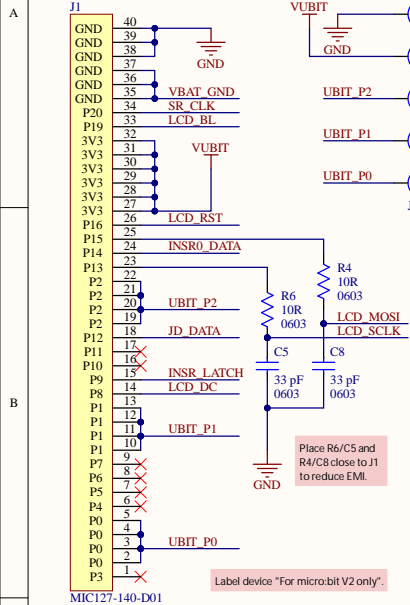 A
J1
VUBIT
GND 40
GND 39
GND 38
GND
GND 37
GND 36
GND 35 VBAT_GND
P20 34 SR_CLK
P19 33 LCD_BL
3V3 32
3V3 31
3V3 30
3V3 29
3V3 28
3V3 27
VUBIT
P16 26 LCD_RST
P15 25
P14 24 INSR0_DATA
P13 23
P2 22
P2 21
P2 20 UBIT_P2
P2 19
P12 18 JD_DATA
P11 17
P10 16
P9 15 INSR_LATCH
P8 14 LCD_DC
P1 13
P1 12
P1 11 UBIT_P1
P1 10
P7 9
P6 8
P5 7
P4 6
P0 5
P0 4
P0 3 UBIT_P0
P0 2
P3 1
MIC127-140-D01
GND
UBIT_P2
UBIT_P1
UBIT_P0
R4
10R
0603
R6
10R
0603
LCD_MOSI
LCD_SCLK
C5
33 pF
0603
C8
33 pF
0603
GND
B
Place R6/C5 and
R4/C8 close to J1
to reduce EMI.
Label device "For micro:bit V2 only".